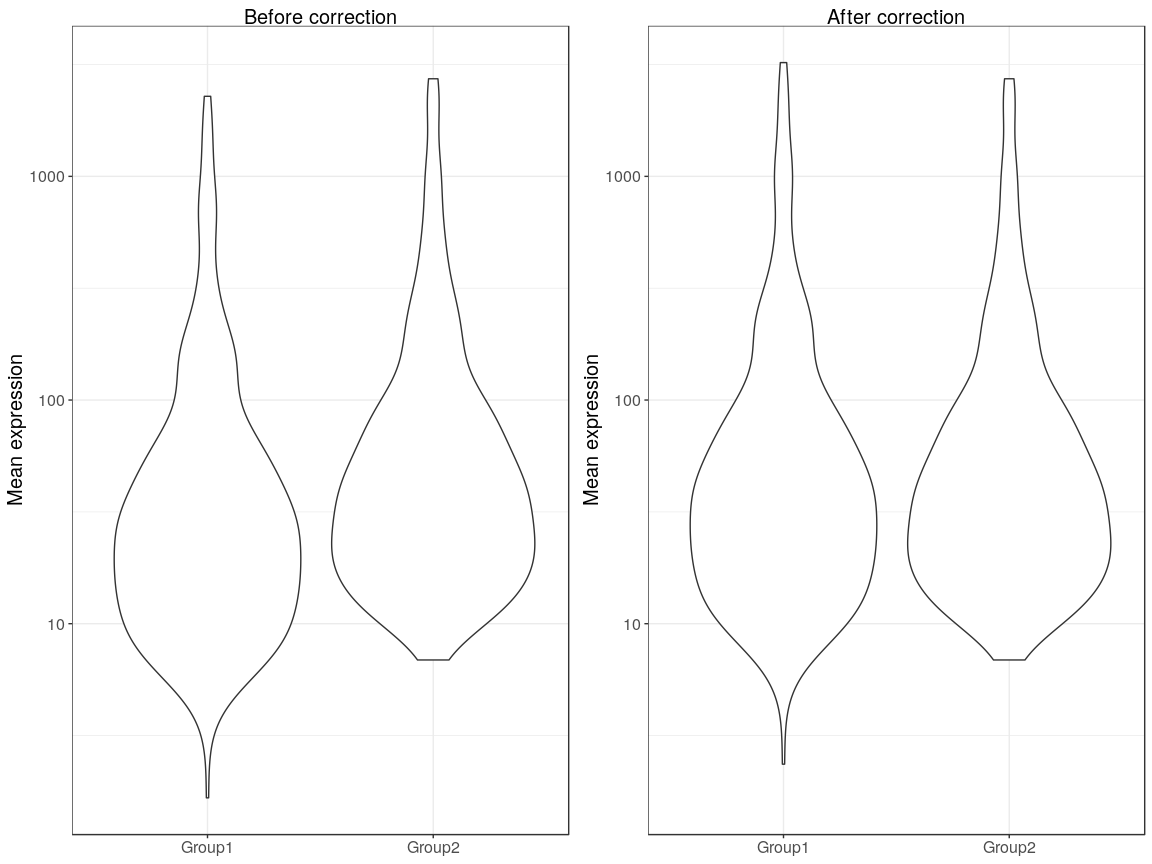 Before correction
Mean expression
1000
100
10
Group1
Group2
After correction
Mean expression
1000
100
10
Group1
Group2